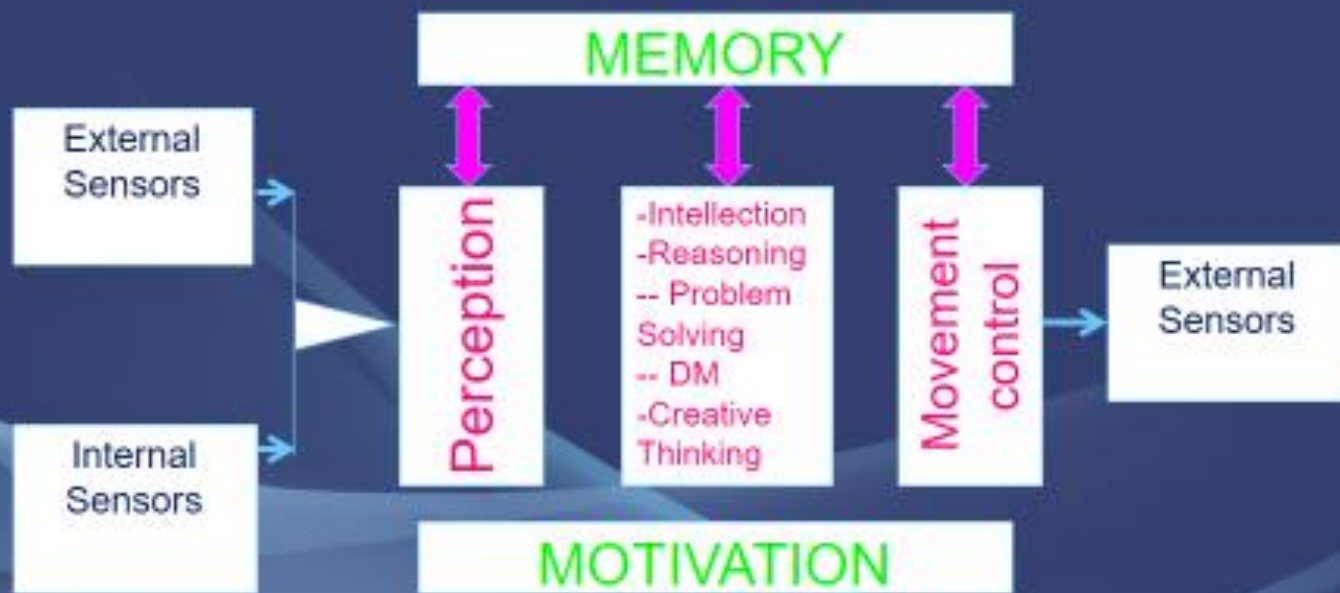 MEMORY
External
Sensors
Internal
Sensors
Perception
-Intellection
-Reasoning
-- Problem
Solving
-- DM
-Creative
Thinking
Movement
control
External
Sensors
MOTIVATION